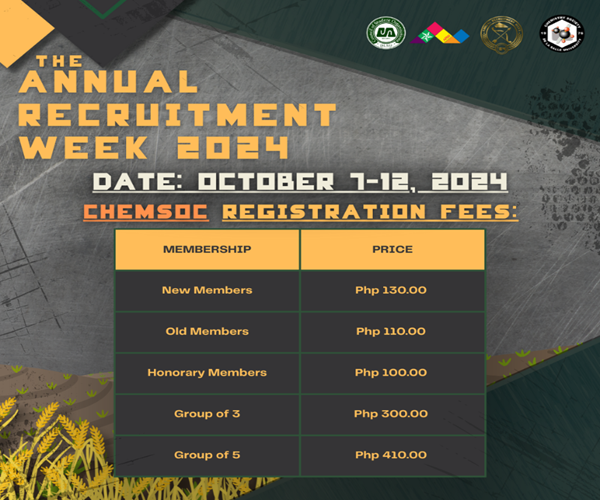 THE
ANNUAL
RECRUITMENT
WEEK 2024
DATE: OCTOBER 7-12, 2024
CHEMSOC REGISTRATION FEES:
MEMBERSHIP PRICE
New Members Php 130.00
Old Members Php 110.00
Honorary Members Php 100.00
Group of 3 Php 300.00
Group of 5 Php 410.00